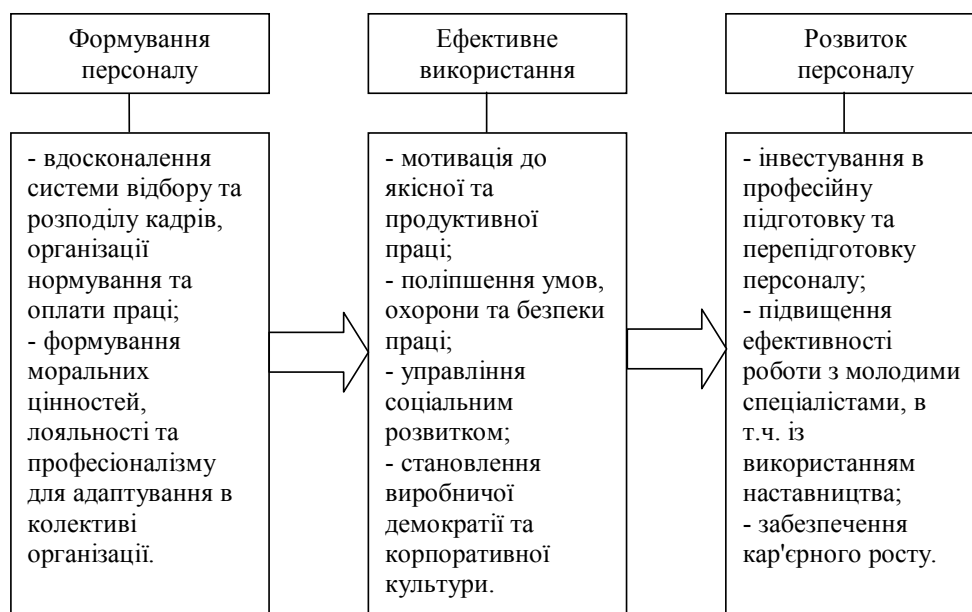 Формування
персоналу
- вдосконалення
системи відбору та
розподілу кадрів,
організації
нормування та
оплати праці;
- формування
моральних
цінностей,
лояльності та
професіоналізму
для адаптування в
колективі
організації.
Ефективне
використання
- мотивація до
якісної та
продуктивної
праці;
- поліпшення умов,
охорони та безпеки
праці;
- управління
соціальним
розвитком;
- становлення
виробничої
демократії та
корпоративної
культури.
Розвиток
персоналу
- інвестування в
професійну
підготовку та
перепідготовку
персоналу;
- підвищення
ефективності
роботи з молодими
спеціалістами, в
т.ч. із
використанням
наставництва;
- забезпечення
кар'єрного росту.